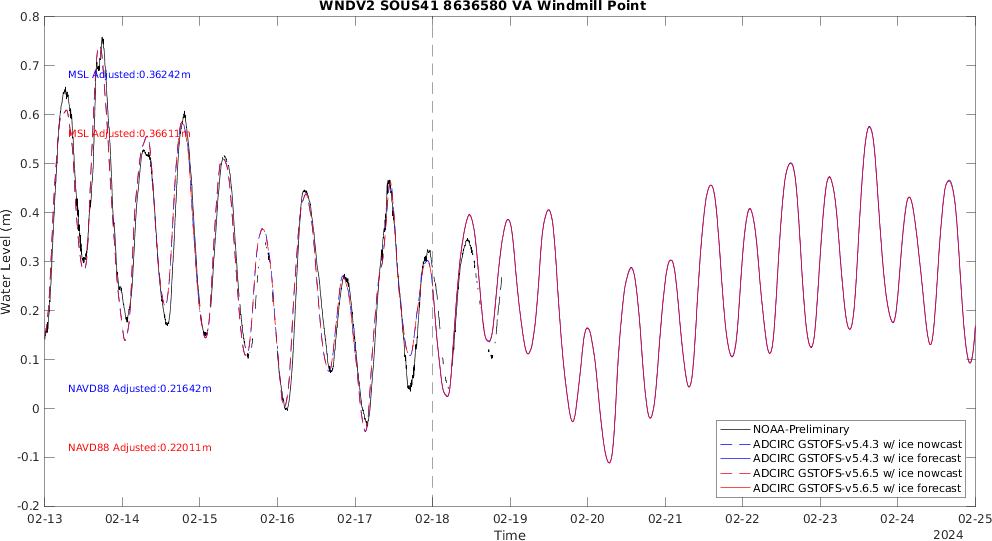 WNDV2 SOUS41 8636580 VA Windmill Point
0.8
0.7
0.6
0.5
0.4
0.3
0.2
0.1
0
-0.1
-0.2
Water Level (m)
MSL Adjusted:0.36242m
MSL Adjusted:0.36611m
NAVD88 Adjusted:0.21642m
NAVD88 Adjusted:0.22011m
NOAA-Preliminary
ADCIRC GSTOFS-v5.4.3 w/ ice nowcast
ADCIRC GSTOFS-v5.4.3 w/ ice forecast
ADCIRC GSTOFS-v5.6.5 w/ ice nowcast
ADCIRC GSTOFS-v5.6.5 w/ ice forecast
02-13 02-14 02-15 02-16 02-17 02-18 02-19 02-20 02-21 02-22 02-23 02-24 02-25
Time
2024